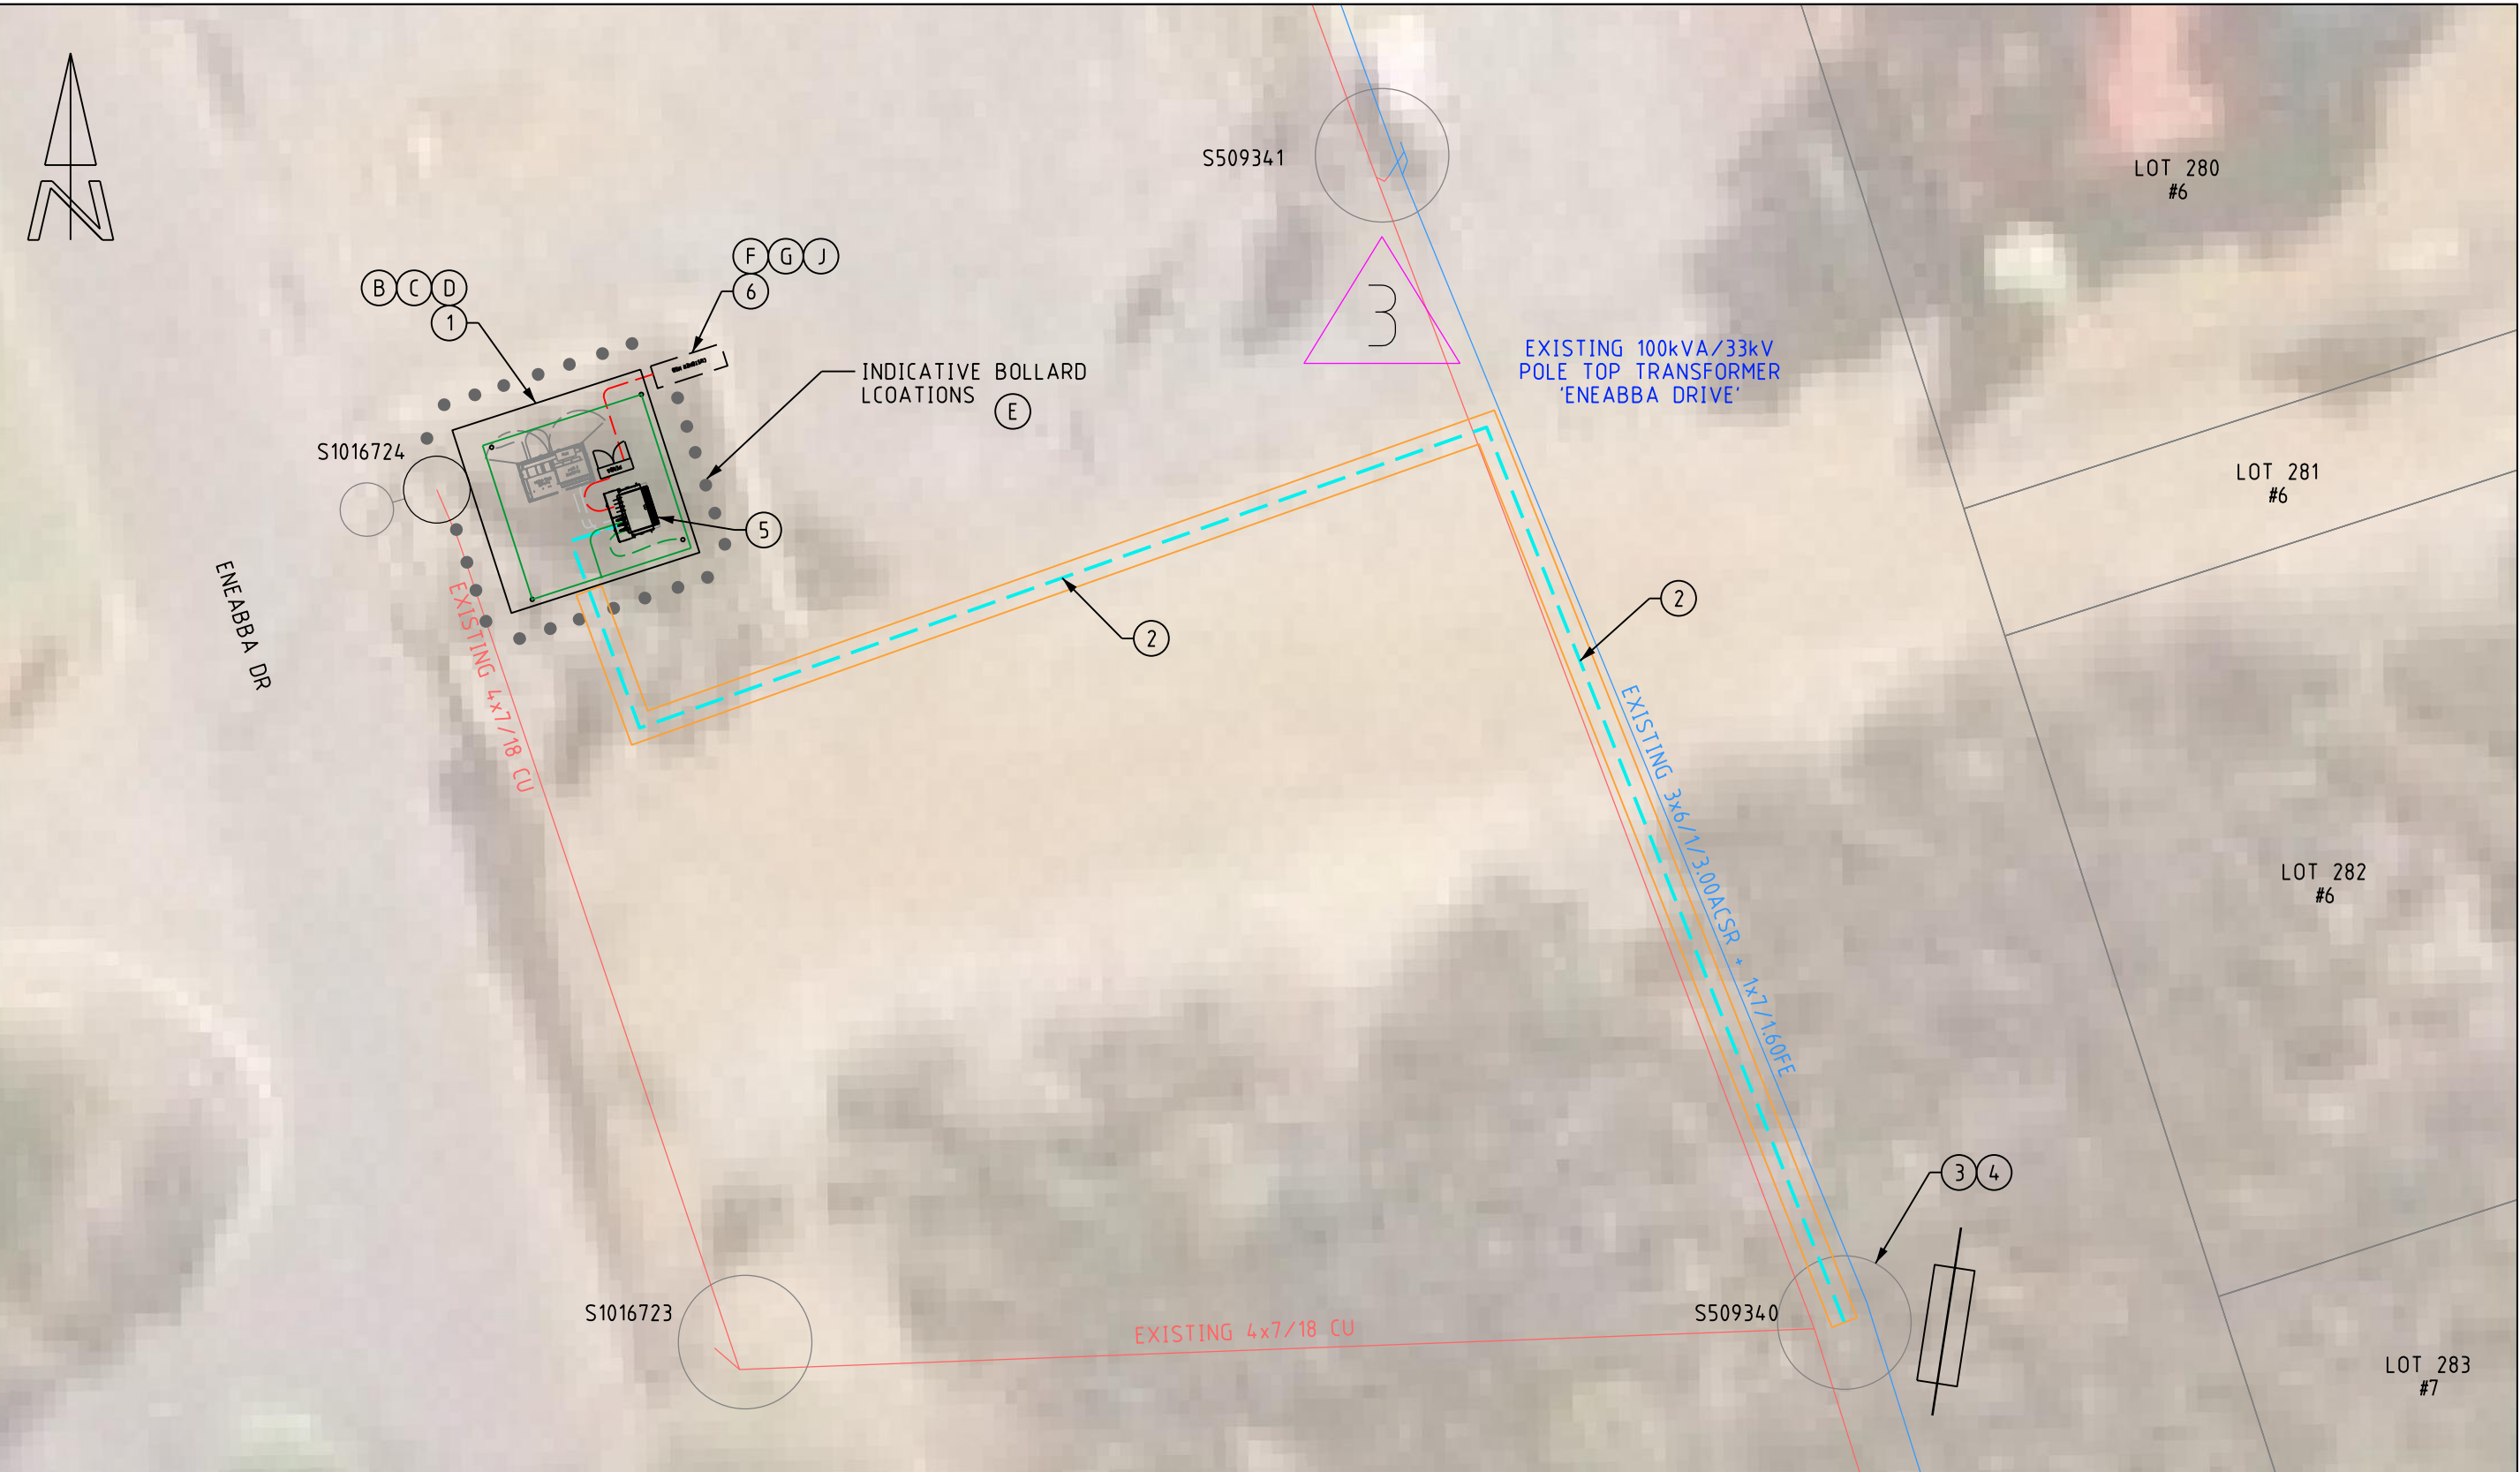 N
S509341
LOT 280
#6
F G J
6
B C D
1
3
INDICATIVE BOLLARD
LCOATIONS E
EXISTING 100kVA/33kV
POLE TOP TRANSFORMER
'ENEABBA DRIVE'
S1016724
LOT 281
#6
5
ENEABBA DR
EXISTING 4x7/18 CU
2
2
EXISTING 3x6/1/3.00ACSR + 1x7/1.60FE
LOT 282
#6
3 4
S1016723
EXISTING 4x7/18 CU
S509340
LOT 283
#7